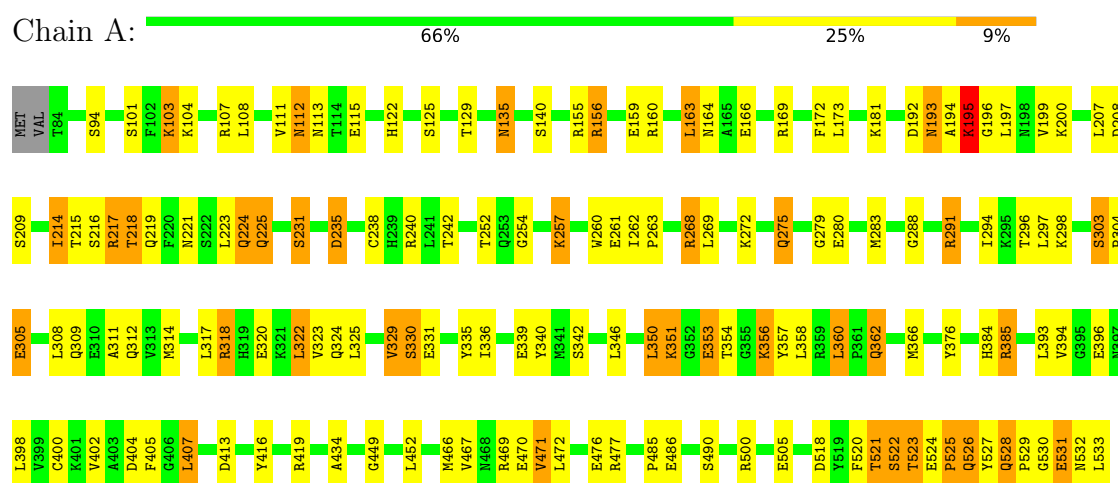 Chain A:
66% 25% 9%
MET VAL T84 S94 S101 F102 K103 K104 R107 L108 V111 N112 N113 T114 E115 H122 S125 T129 N135 S140 R155 R156 E159 R160 L163 N164 A165 E166 R169 F172 L173 K181 D192 N193 A194 K195 G196 L197 N198 V199 K200 L207
S209 I214 T215 S216 R217 T218 Q219 F220 N221 S222 L223 Q224 Q225 S231 D235 C238 H239 R240 L241 T242 T252 Q253 G254 K257 W260 E261 I262 P263 R268 L269 K272 Q275 G279 E280 M283 G288 R291 I294 K295 T296 L297 K298 S303
E305 L308 Q309 E310 A311 Q312 V313 M314 L317 R318 H319 E320 K321 L322 V323 Q324 L325 V329 S330 E331 Y335 I336 E339 Y340 M341 S342 L346 L350 K351 G352 E353 T354 G355 K356 Y357 L358 R359 L360 P361 Q362 M366 Y376 H384 R385 L393 V394 G395 E396 N397
L398 V399 C400 K401 V402 A403 D404 F405 G406 L407 D413 Y416 R419 A434 G449 L452 M466 V467 N468 R469 E470 V471 L472 E476 R477 P485 E486 S490 R500 E505 D518 Y519 F520 T521 S522 T523 E524 P525 Q526 Y527 Q528 P529 G530 E531 N532 L533